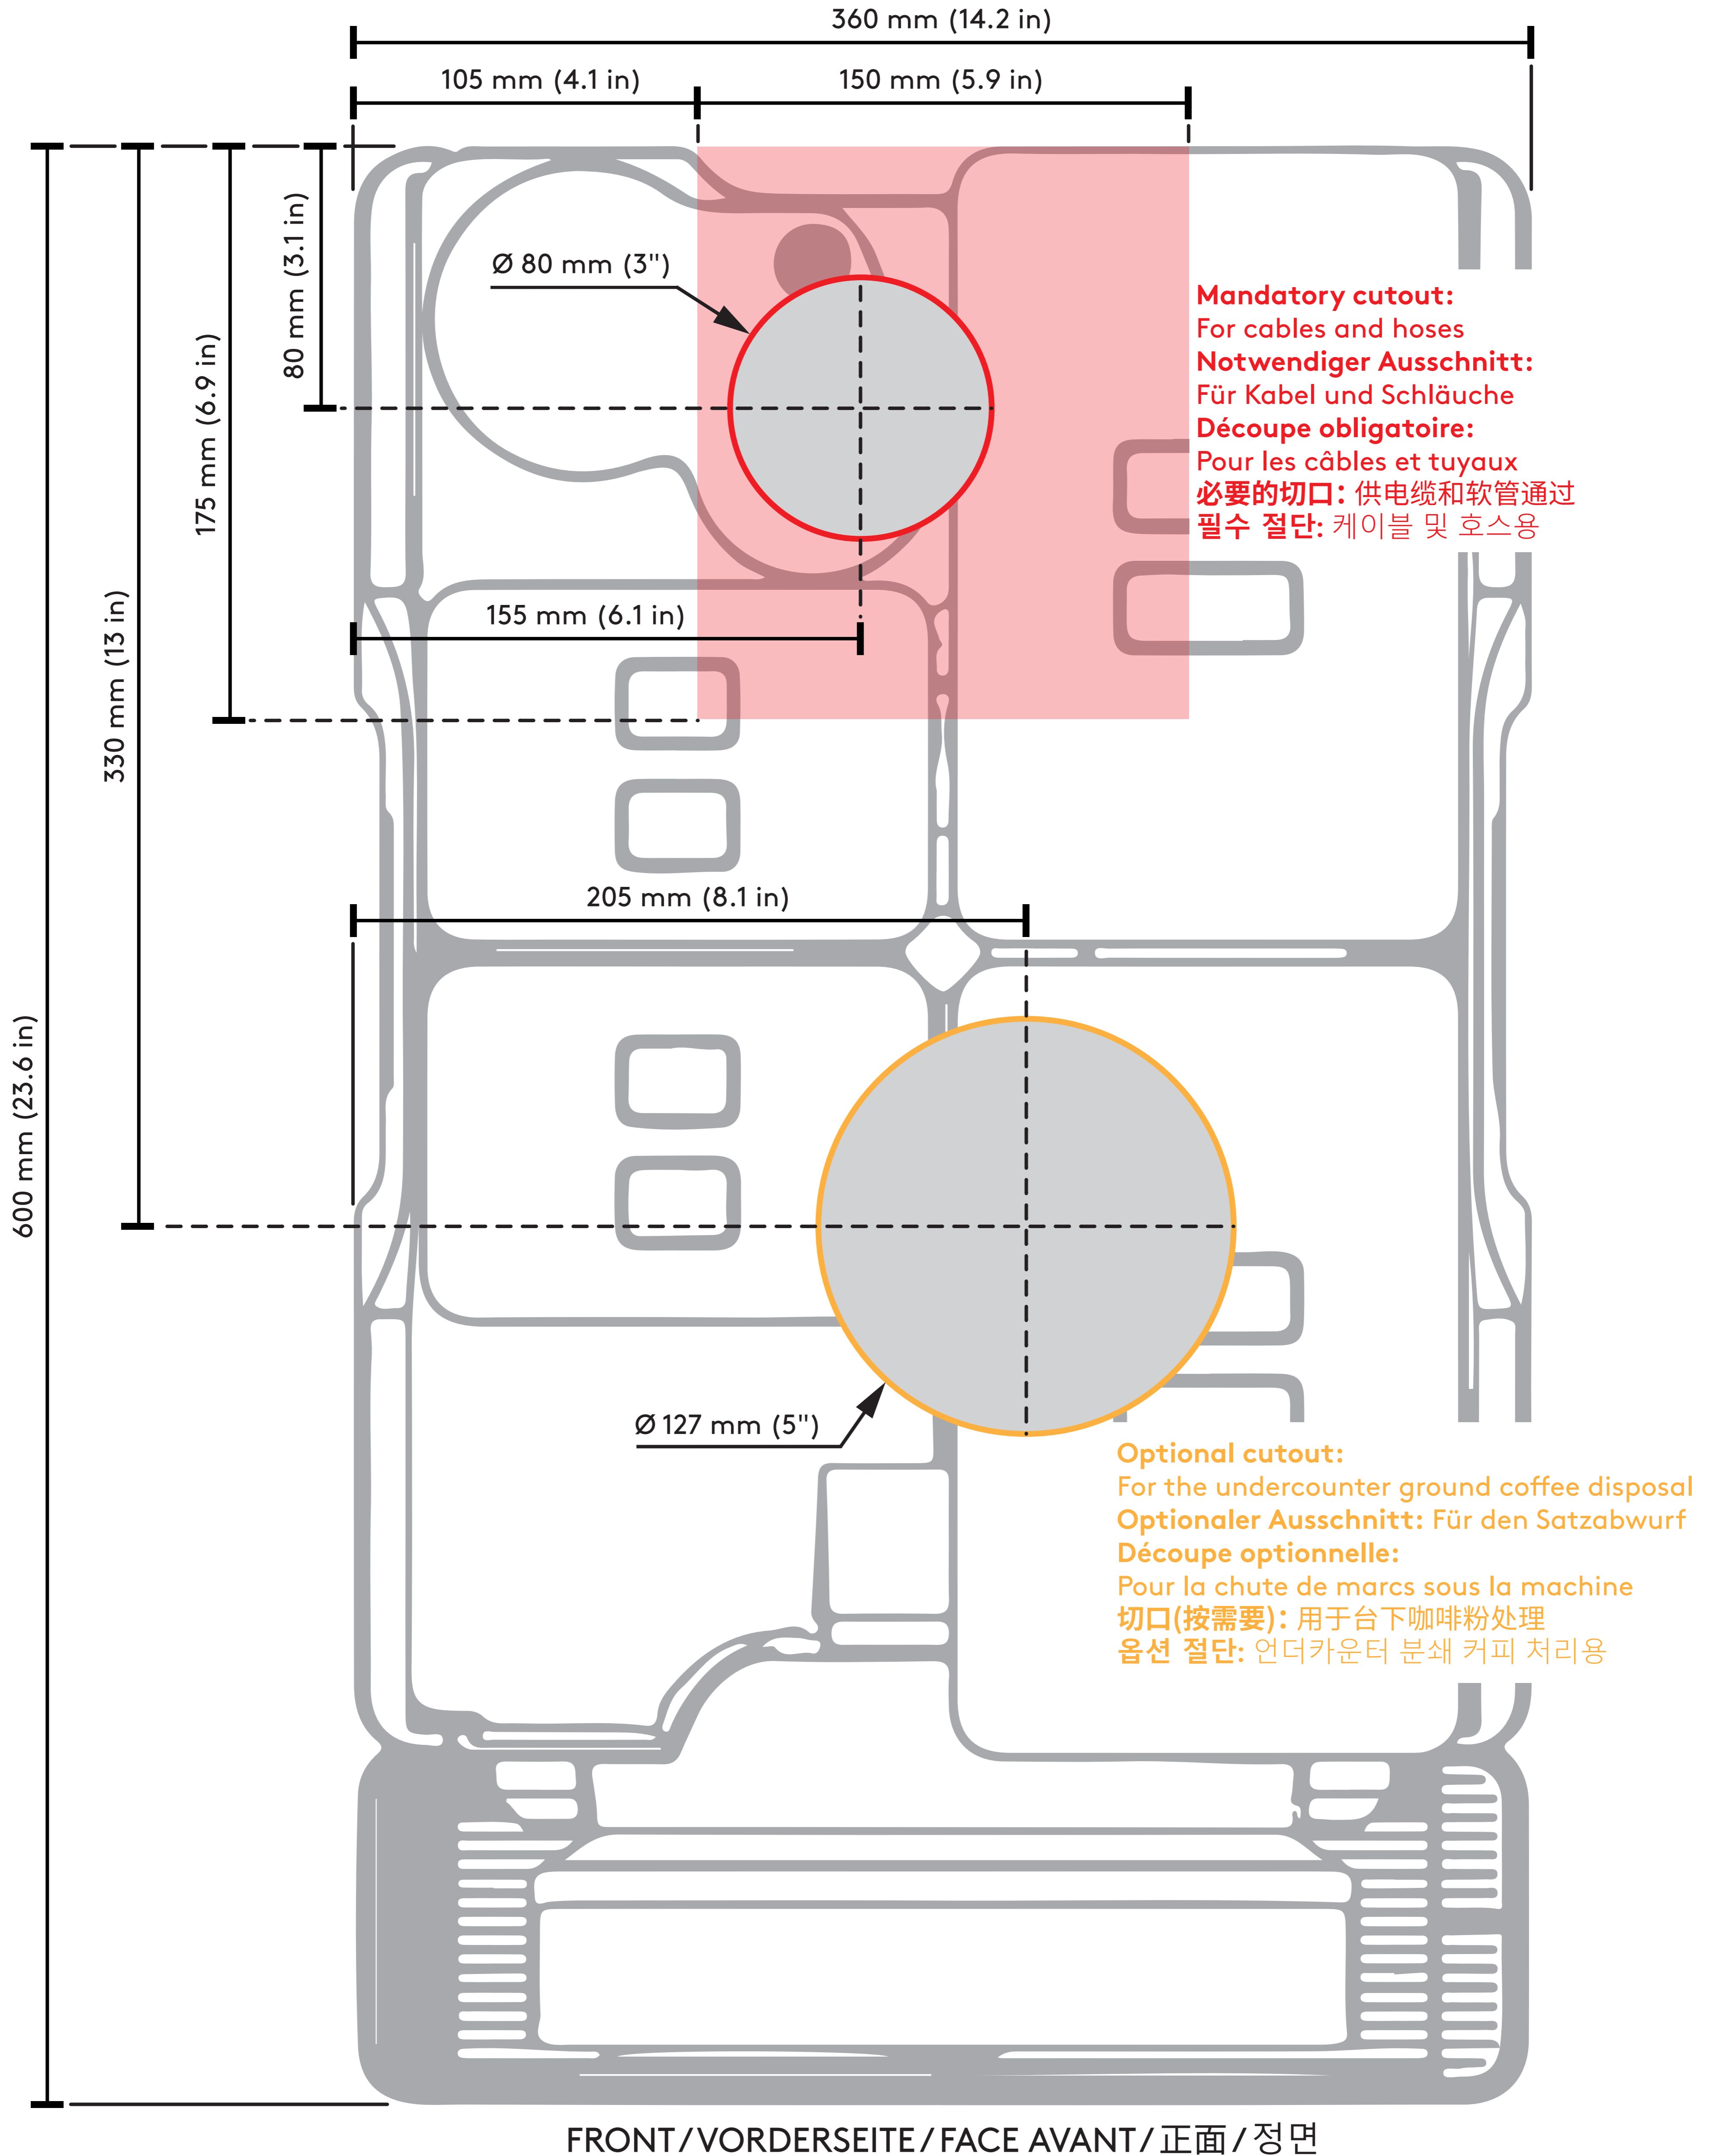 360 mm (14.2 in)
105 mm (4.1 in)
150 mm (5.9 in)
80 mm (3.1 in)
Ø 80 mm (3")
175 mm (6.9 in)
Mandatory cutout:
For cables and hoses
Notwendiger Ausschnitt:
Für Kabel und Schläuche
Découpe obligatoire:
Pour les câbles et tuyaux
必要的切口: 供电缆和软管通过
필수 절단: 케이블 및 호스용
155 mm (6.1 in)
330 mm (13 in)
205 mm (8.1 in)
600 mm (23.6 in)
Ø 127 mm (5")
Optional cutout:
For the undercounter ground coffee disposal
Optionaler Ausschnitt: Für den Satzabwurf
Découpe optionnelle:
Pour la chute de marcs sous la machine
切口(按需要): 用于台下咖啡粉处理
옵션 절단: 언더카운터 분쇄 커피 처리용
FRONT/VORDERSEITE/FACE AVANT/正面/정면